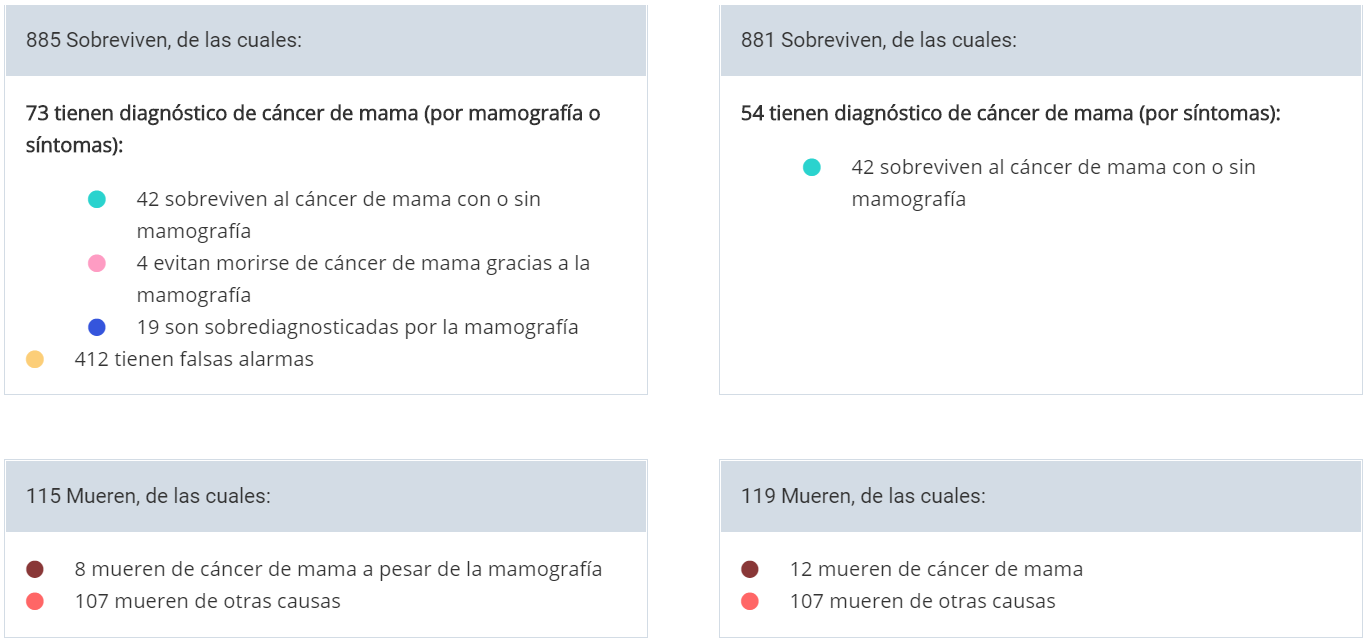 885 Sobreviven, de las cuales:
73 tienen diagnóstico de cáncer de mama (por mamografía o
síntomas):
42 sobreviven al cáncer de mama con o sin
mamografía
4 evitan morirse de cáncer de mama gracias a la
mamografía
19 son sobrediagnosticadas por la mamografía
412 tienen falsas alarmas
881 Sobreviven, de las cuales:
54 tienen diagnóstico de cáncer de mama (por síntomas):
42 sobreviven al cáncer de mama con o sin
mamografía
115 Mueren, de las cuales:
8 mueren de cáncer de mama a pesar de la mamografía
107 mueren de otras causas
119 Mueren, de las cuales:
12 mueren de cáncer de mama
107 mueren de otras causas